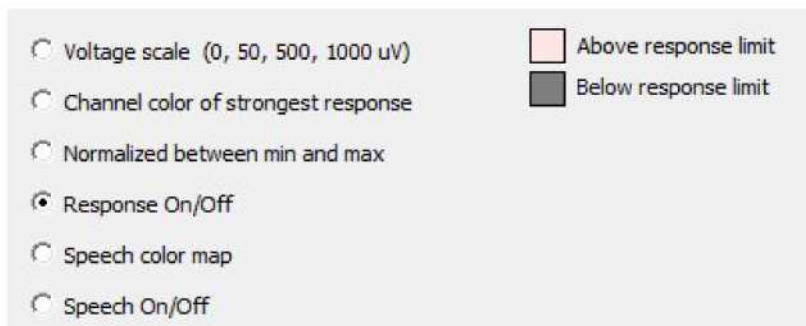 Voltage scale (0, 50, 500, 1000 uV)
Channel color of strongest response
Normalized between min and max
Response On/Off
Speech color map
Speech On/Off
Above response limit
Below response limit